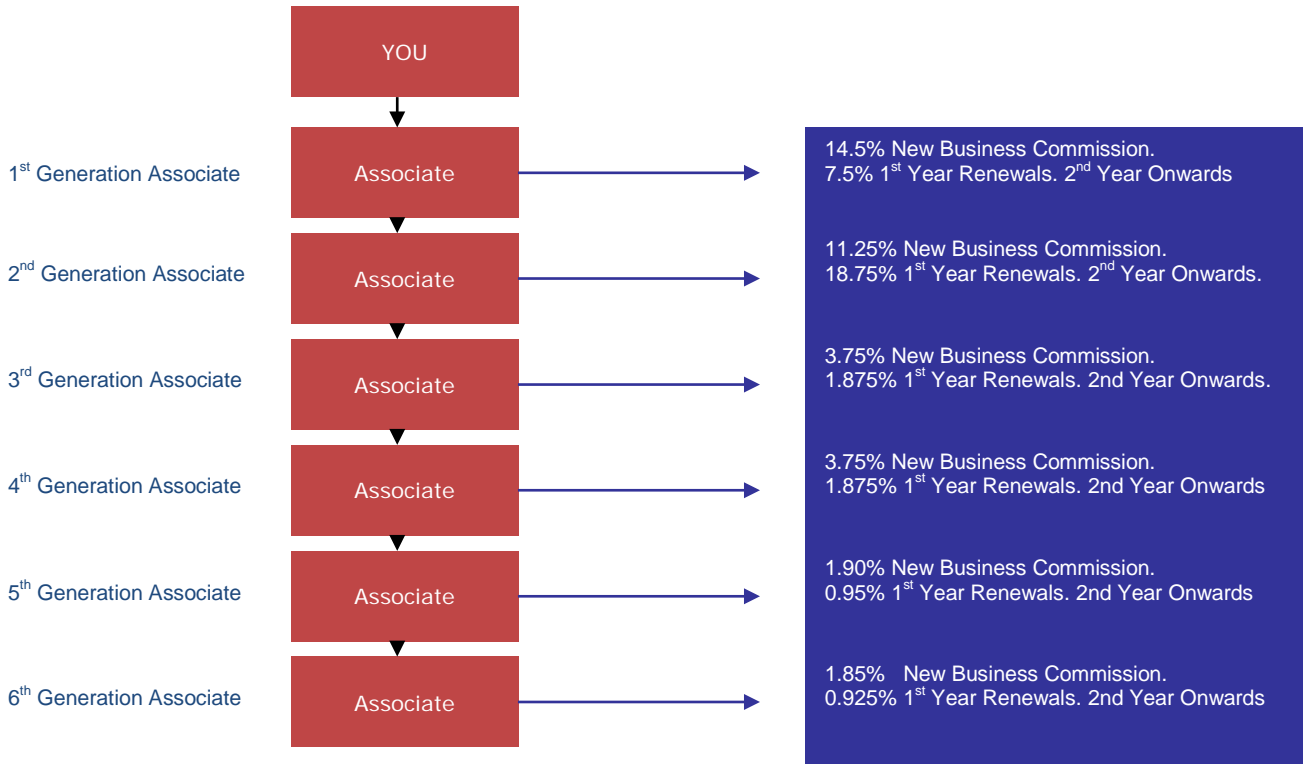 YOU
1st Generation Associate
Associate
14.5% New Business Commission.
7.5% 1st Year Renewals. 2nd Year Onwards
2nd Generation Associate
Associate
11.25% New Business Commission.
18.75% 1st Year Renewals. 2nd Year Onwards.
3rd Generation Associate
Associate
3.75% New Business Commission.
1.875% 1st Year Renewals. 2nd Year Onwards.
4th Generation Associate
Associate
3.75% New Business Commission.
1.875% 1st Year Renewals. 2nd Year Onwards
5th Generation Associate
Associate
1.90% New Business Commission.
0.95% 1st Year Renewals. 2nd Year Onwards
6th Generation Associate
Associate
1.85% New Business Commission.
0.925% 1st Year Renewals. 2nd Year Onwards